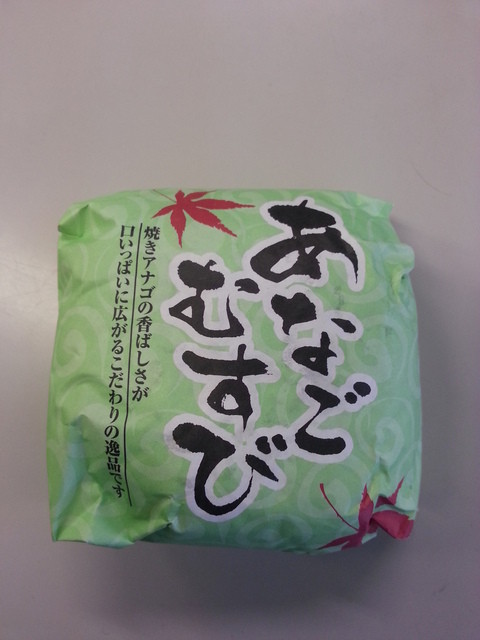 あなご
むすび
焼きアナゴの香ばしさが
口いっぱいに広がるこだわりの逸品です